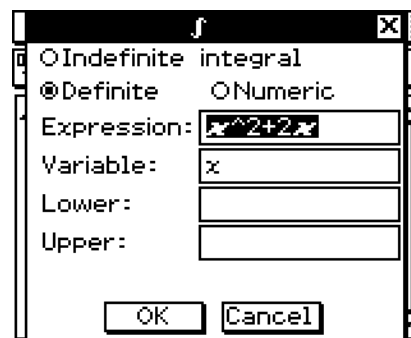 ∫
Indefinite integral
Definite Numeric
Expression: x^2+2x
Variable: x
Lower:
Upper:
OK Cancel